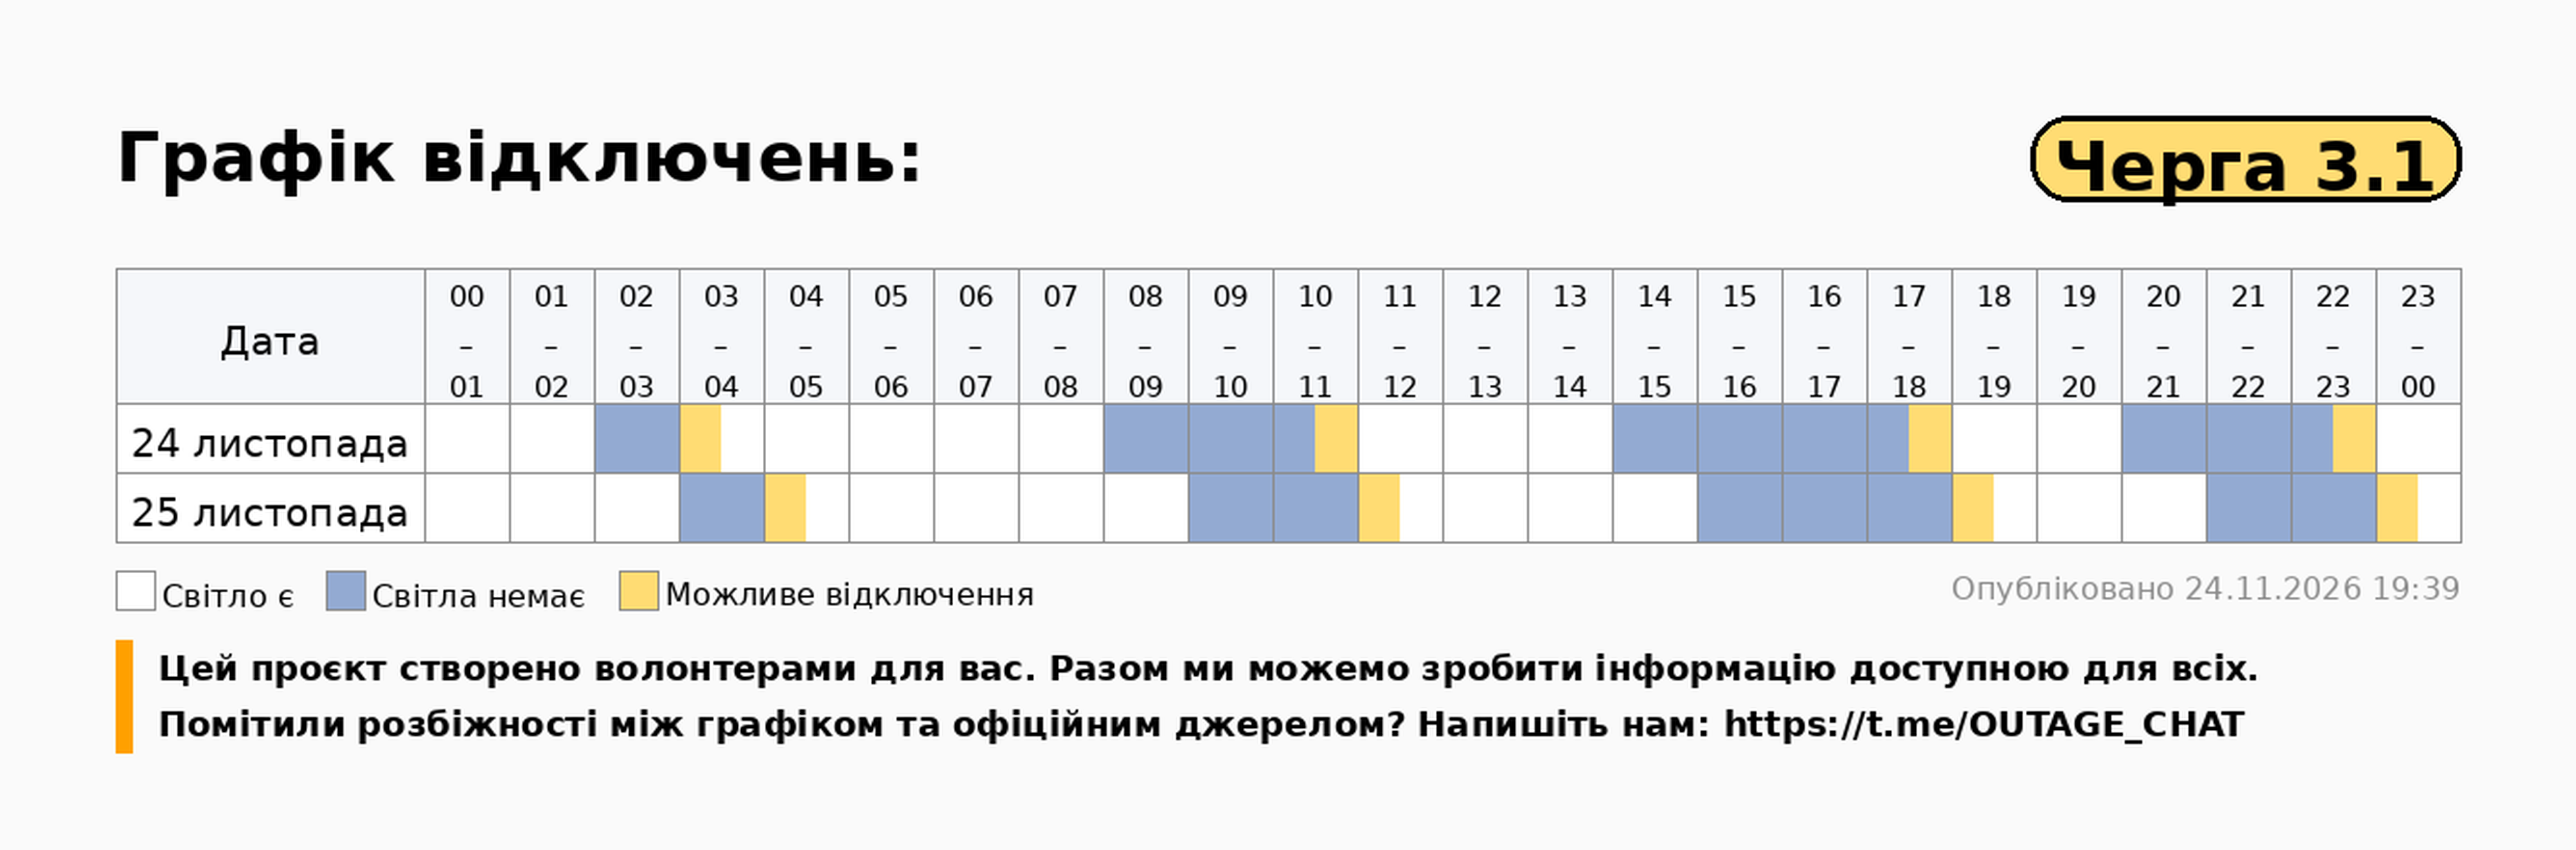 Графік відключень:
Черга 3.1
Дата
00 – 01
01 – 02
02 – 03
03 – 04
04 – 05
05 – 06
06 – 07
07 – 08
08 – 09
09 – 10
10 – 11
11 – 12
12 – 13
13 – 14
14 – 15
15 – 16
16 – 17
17 – 18
18 – 19
19 – 20
20 – 21
21 – 22
22 – 23
23 – 00
24 листопада
25 листопада
Світло є
Світла немає
Можливе відключення
Опубліковано 24.11.2026 19:39
Цей проєкт створено волонтерами для вас. Разом ми можемо зробити інформацію доступною для всіх.
Помітили розбіжності між графіком та офіційним джерелом? Напишіть нам: https://t.me/OUTAGE_CHAT